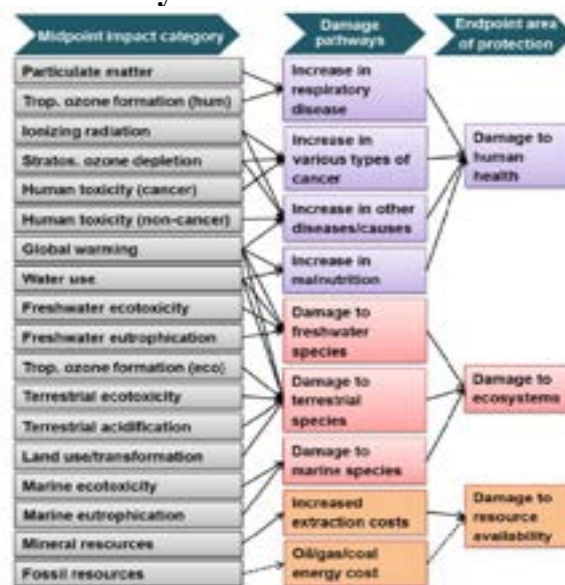 Midpoint impact category
Damage
pathways
Endpoint area
of protection
Particulate matter
Trop. ozone formation (hum)
Ionizing radiation
Stratos. ozone depletion
Human toxicity (cancer)
Human toxicity (non-cancer)
Global warming
Water use
Freshwater ecotoxicity
Freshwater eutrophication
Trop. ozone formation (eco)
Terrestrial ecotoxicity
Terrestrial acidification
Land use/transformation
Marine ecotoxicity
Marine eutrophication
Mineral resources
Fossil resources
Increase in
respiratory
disease
Increase in
various types of
cancer
Increase in other
diseases/causes
Increase in
malnutrition
Damage to
freshwater
species
Damage to
terrestrial
species
Damage to
marine species
Increased
extraction costs
Oil/gas/coal
energy cost
Damage to
human
health
Damage to
ecosystems
Damage to
resource
availability